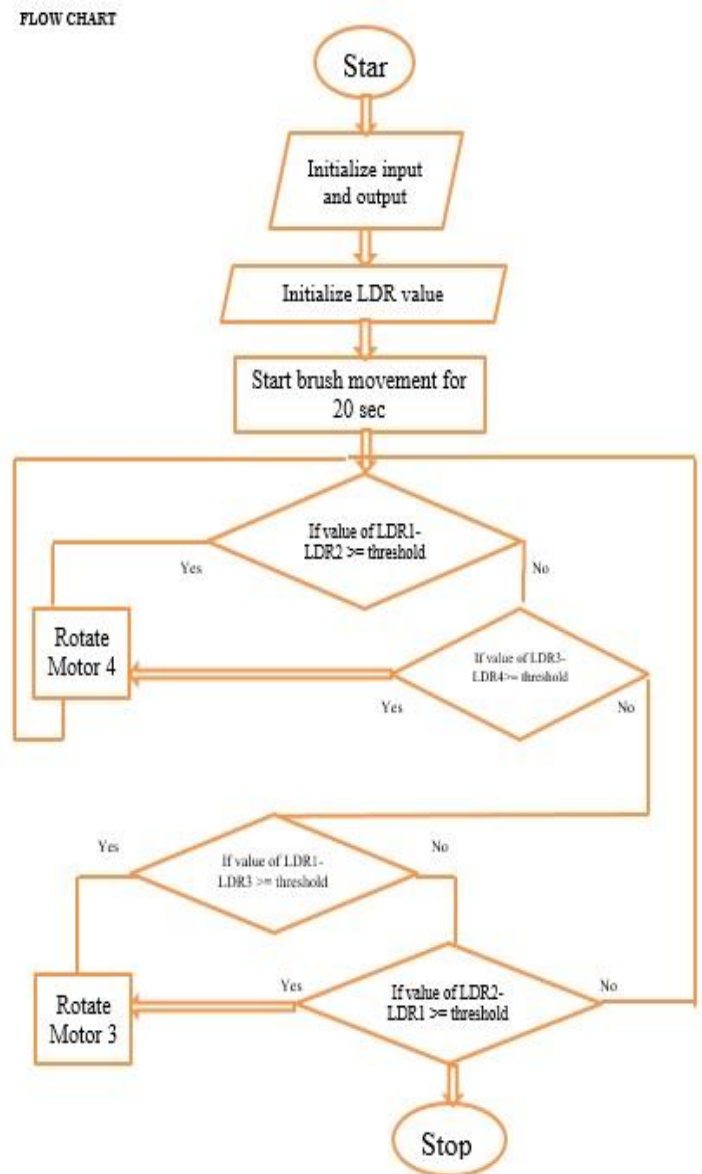 FLOW CHART
Star
Initialize input
and output
Initialize LDR value
Start brush movement for
20 sec
If value of LDR1-
LDR2 >= threshold
Yes
No
Rotate
Motor 4
If value of LDR3-
LDR4>= threshold
Yes
No
Yes
If value of LDR1-
LDR3 >= threshold
No
Rotate
Motor 3
Yes
If value of LDR2-
LDR1 >= threshold
No
Stop